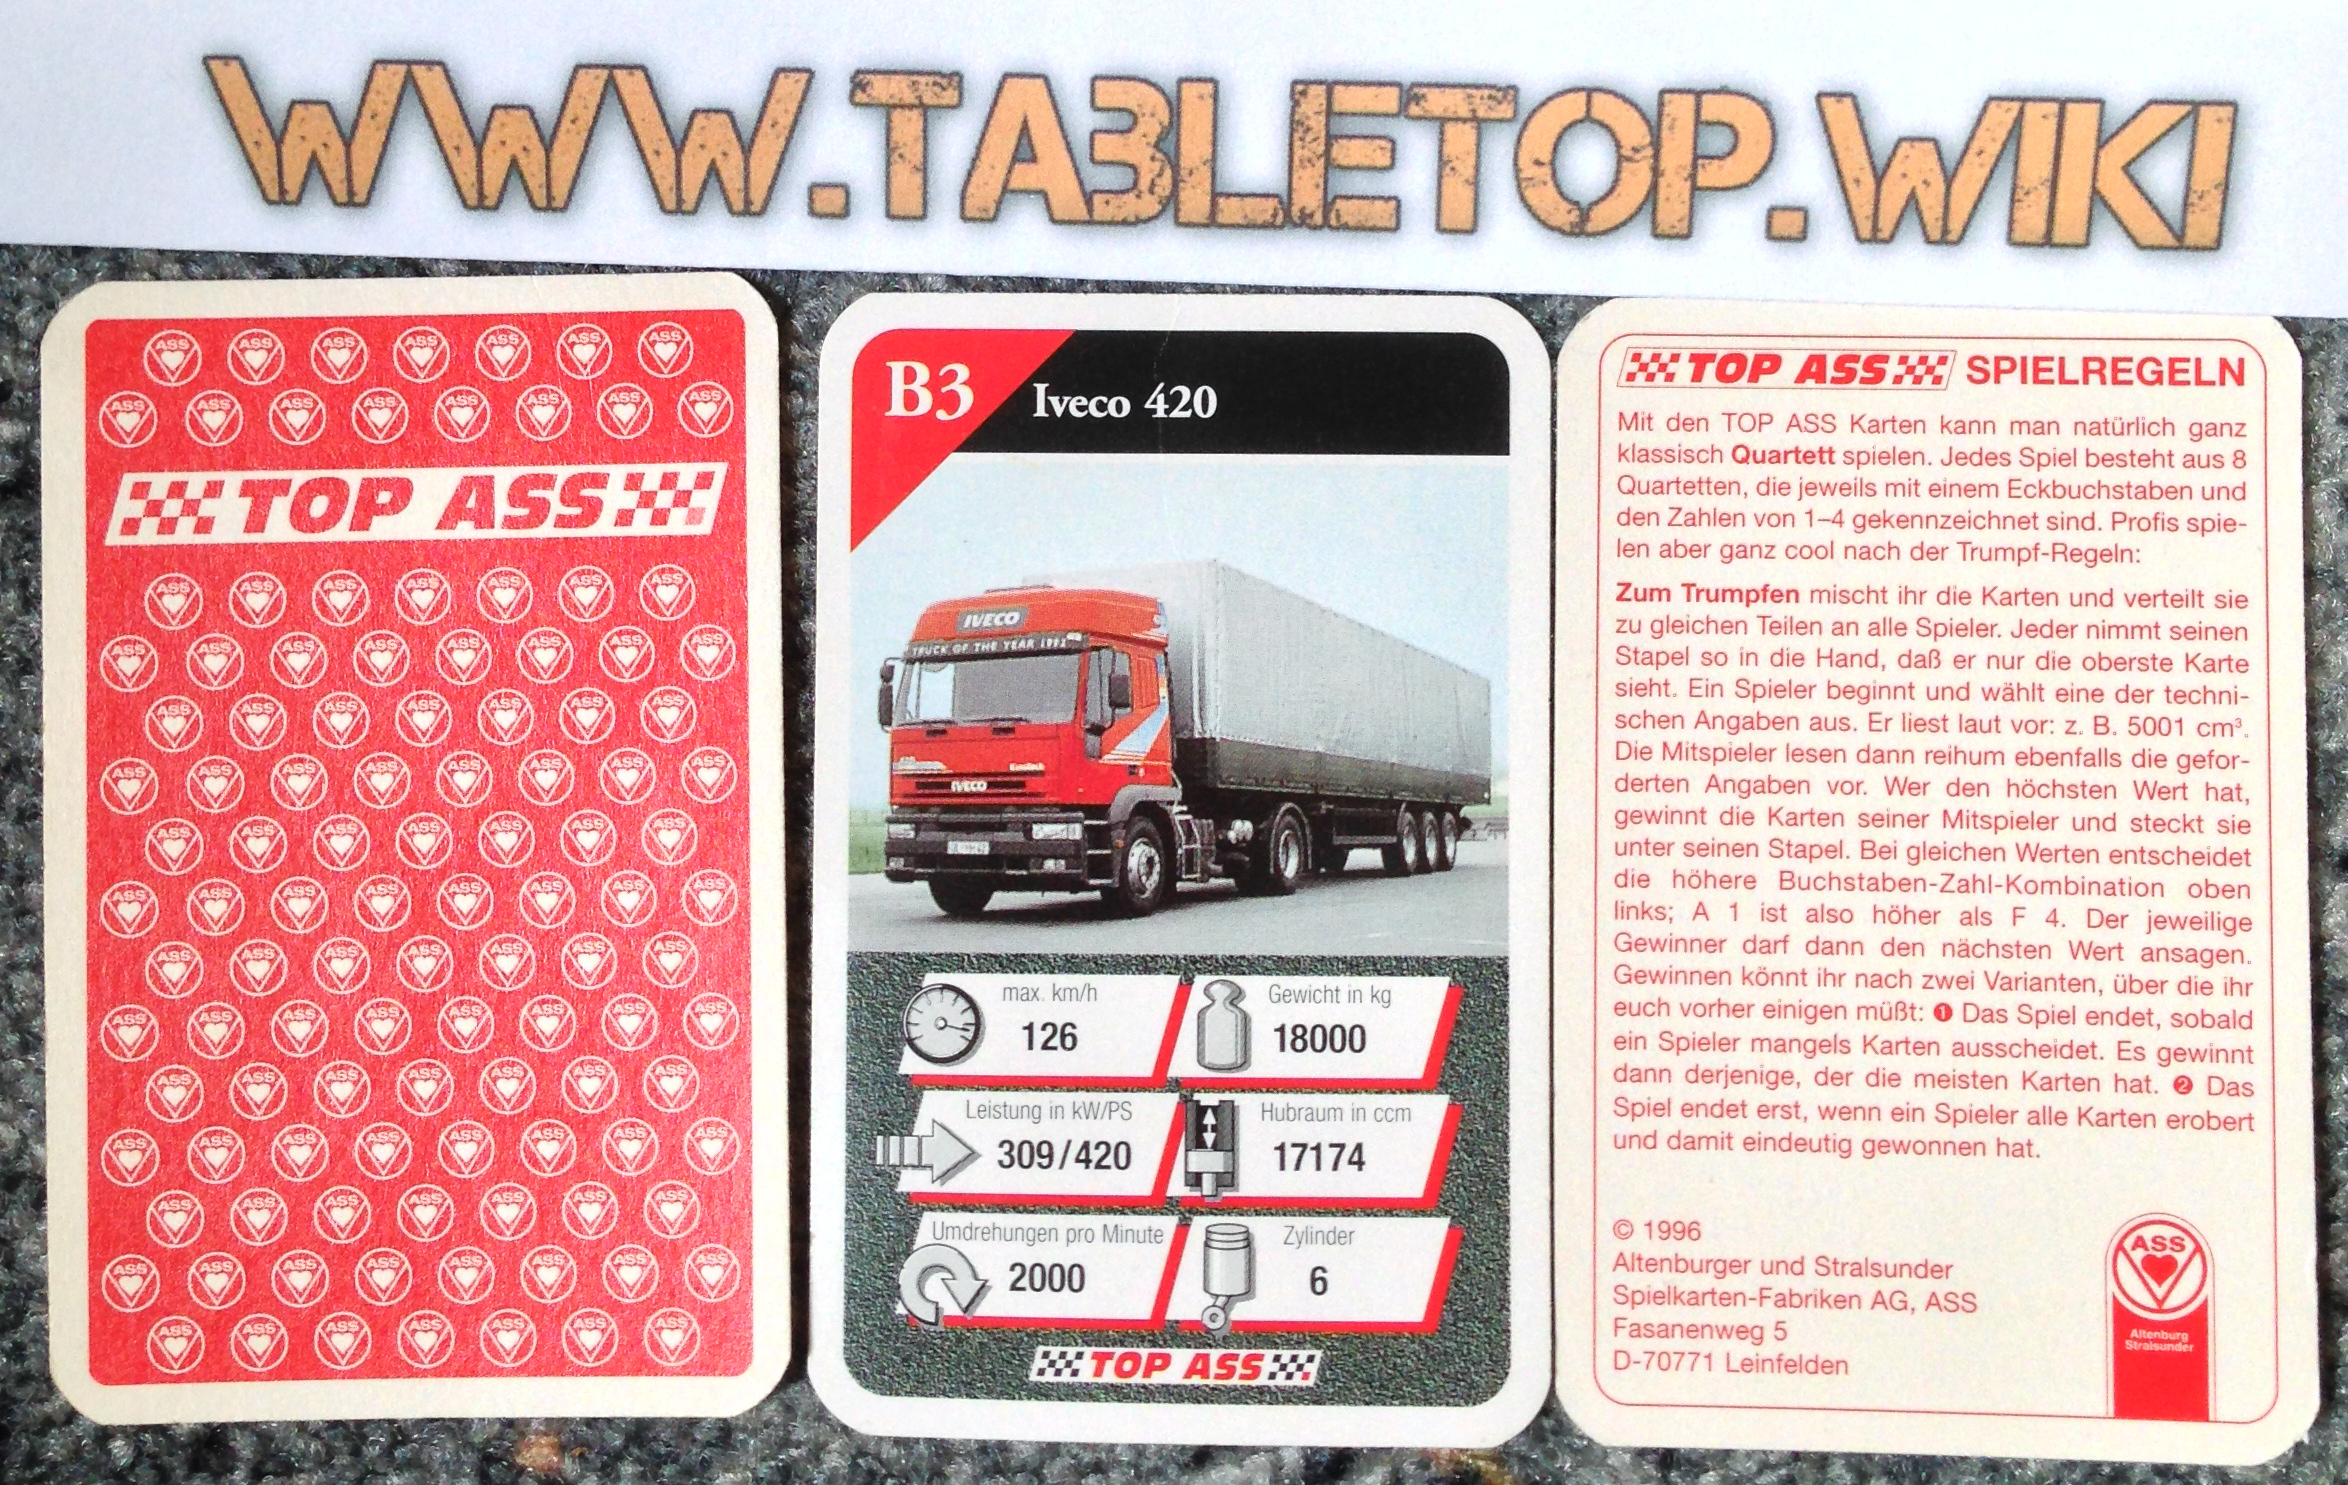 WWW.TABLETOP.WIKI
TOP ASS
B3
Iveco 420
IVECO
TRUCK OF THE YEAR 1992
IVECO
max. km/h
126
Gewicht in kg
18000
Leistung in kW/PS
309/420
Hubraum in ccm
17174
Umdrehungen pro Minute
2000
Zylinder
6
TOP ASS
TOP ASS SPIELREGELN
Mit den TOP ASS Karten kann man natürlich ganz
klassisch Quartett spielen. Jedes Spiel besteht aus 8
Quartetten, die jeweils mit einem Eckbuchstaben und
den Zahlen von 1–4 gekennzeichnet sind. Profis spie-
len aber ganz cool nach der Trumpf-Regeln:
Zum Trumpfen mischt ihr die Karten und verteilt sie
zu gleichen Teilen an alle Spieler. Jeder nimmt seinen
Stapel so in die Hand, daß er nur die oberste Karte
sieht. Ein Spieler beginnt und wählt eine der techni-
schen Angaben aus. Er liest laut vor: z. B. 5001 cm³.
Die Mitspieler lesen dann reihum ebenfalls die gefor-
derten Angaben vor. Wer den höchsten Wert hat,
gewinnt die Karten seiner Mitspieler und steckt sie
unter seinen Stapel. Bei gleichen Werten entscheidet
die höhere Buchstaben-Zahl-Kombination oben
links; A 1 ist also höher als F 4. Der jeweilige
Gewinner darf dann den nächsten Wert ansagen.
Gewinnen könnt ihr nach zwei Varianten, über die ihr
euch vorher einigen müßt: ❶ Das Spiel endet, sobald
ein Spieler mangels Karten ausscheidet. Es gewinnt
dann derjenige, der die meisten Karten hat. ❷ Das
Spiel endet erst, wenn ein Spieler alle Karten erobert
und damit eindeutig gewonnen hat.
© 1996
Altenburger und Stralsunder
Spielkarten-Fabriken AG, ASS
Fasanenweg 5
D-70771 Leinfelden
ASS
Altenburg
Stralsunder